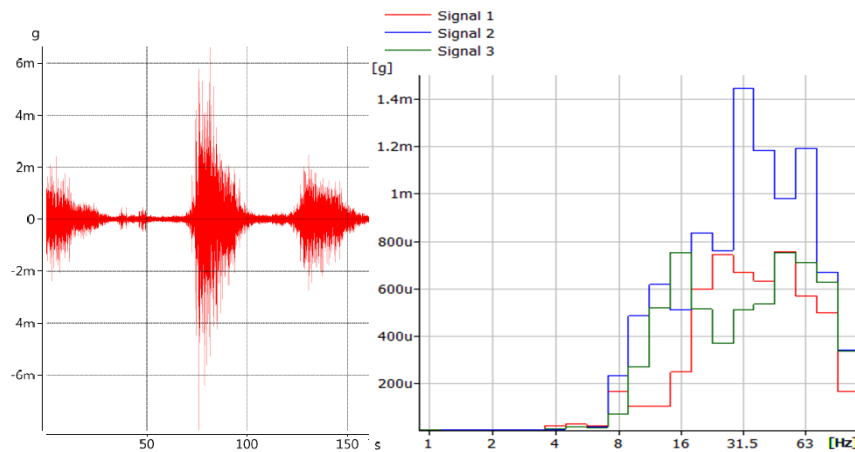 Signal 1
Signal 2
Signal 3
g
6m
4m
2m
0
-2m
-4m
-6m
50
100
150
s
[g]
1.4m
1.2m
1m
800u
600u
400u
200u
1
2
4
8
16
31.5
63
[Hz]